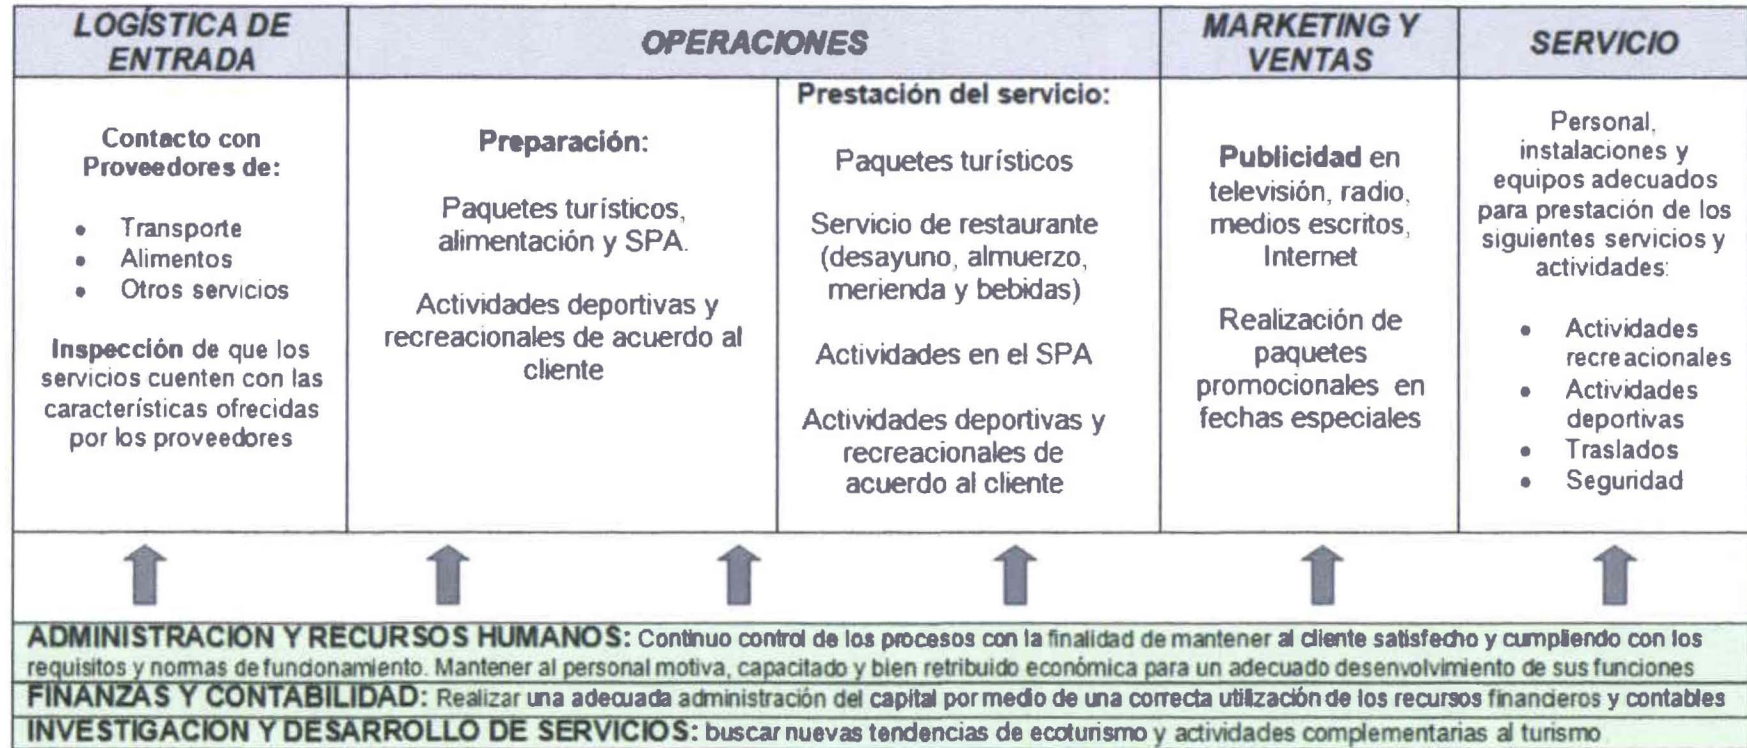 LOGÍSTICA DE
ENTRADA
OPERACIONES
MARKETING Y
VENTAS
SERVICIO
Contacto con
Proveedores de:
• Transporte
• Alimentos
• Otros servicios
Inspección de que los
servicios cuenten con las
características ofrecidas
por los proveedores
Preparación:
Paquetes turísticos,
alimentación y SPA.
Actividades deportivas y
recreacionales de acuerdo al
cliente
Prestación del servicio:
Paquetes turísticos
Servicio de restaurante
(desayuno, almuerzo,
merienda y bebidas)
Actividades en el SPA
Actividades deportivas y
recreacionales de
acuerdo al cliente
Publicidad en
televisión, radio,
medios escritos,
Internet
Realización de
paquetes
promocionales en
fechas especiales
Personal,
instalaciones y
equipos adecuados
para prestación de los
siguientes servicios y
actividades:
• Actividades
recreacionales
• Actividades
deportivas
• Traslados
• Seguridad
ADMINISTRACION Y RECURSOS HUMANOS: Continuo control de los procesos con la finalidad de mantener al cliente satisfecho y cumpliendo con los
requisitos y normas de funcionamiento. Mantener al personal motiva, capacitado y bien retribuido económica para un adecuado desenvolvimiento de sus funciones
FINANZAS Y CONTABILIDAD: Realizar una adecuada administración del capital por medio de una correcta utilización de los recursos financieros y contables
INVESTIGACION Y DESARROLLO DE SERVICIOS: buscar nuevas tendencias de ecoturismo y actividades complementarias al turismo